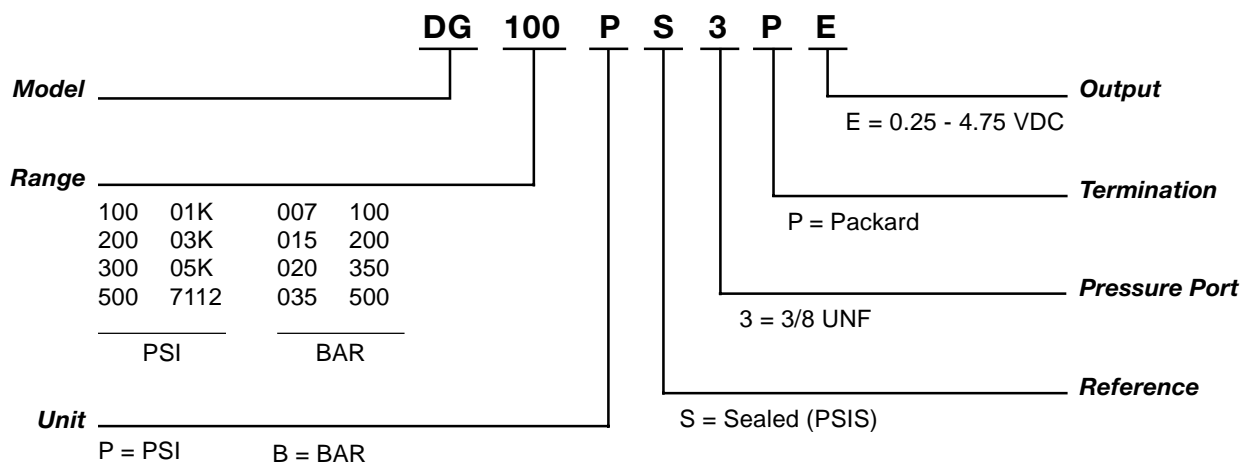 DG 100 P S 3 P E
Model
Output
E = 0.25 - 4.75 VDC
Range
100 01K 007 100
200 03K 015 200
300 05K 020 350
500 7112 035 500
PSI BAR
Termination
P = Packard
Pressure Port
3 = 3/8 UNF
Reference
S = Sealed (PSIS)
Unit
P = PSI B = BAR